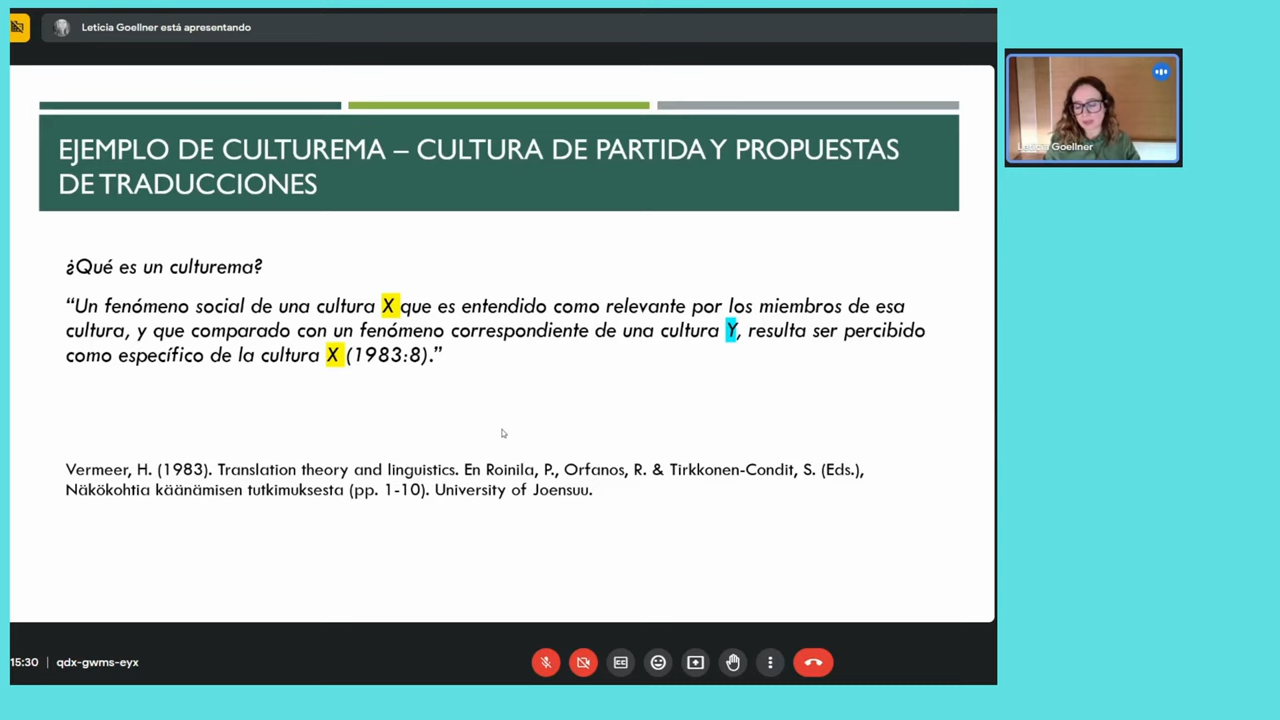 Leticia Goellner está apresentando
EJEMPLO DE CULTUREMA – CULTURA DE PARTIDA Y PROPUESTAS
DE TRADUCCIONES
Leticia Goellner
¿Qué es un culturema?
“Un fenómeno social de una cultura X que es entendido como relevante por los miembros de esa
cultura, y que comparado con un fenómeno correspondiente de una cultura Y, resulta ser percibido
como específico de la cultura X (1983:8).”
Vermeer, H. (1983). Translation theory and linguistics. En Roinila, P., Orfanos, R. & Tirkkonen-Condit, S. (Eds.),
Näkökohtia käänämisen tutkimuksesta (pp. 1-10). University of Joensuu.
15:30 | qdx-gwms-eyx